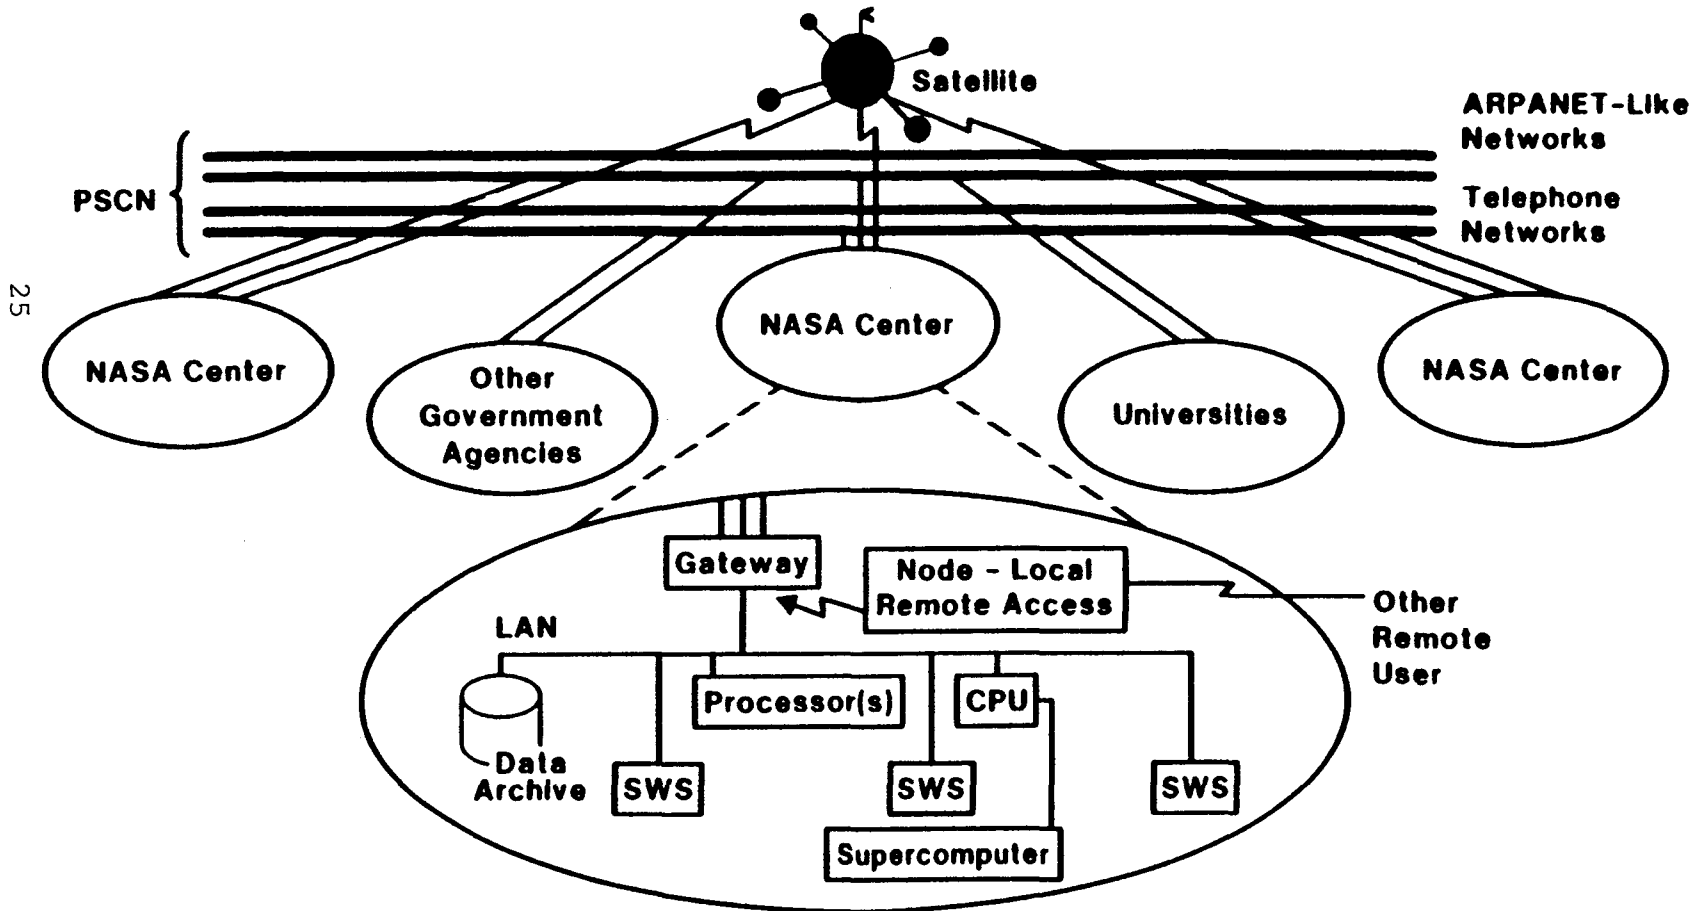 Satellite
ARPANET-Like
Networks
PSCN
Telephone
Networks
25
NASA Center
Other
Government
Agencies
NASA Center
Universities
NASA Center
Gateway
Node - Local
Remote Access
Other
Remote
User
LAN
Processor(s)
CPU
Data
Archive
SWS
SWS
SWS
Supercomputer